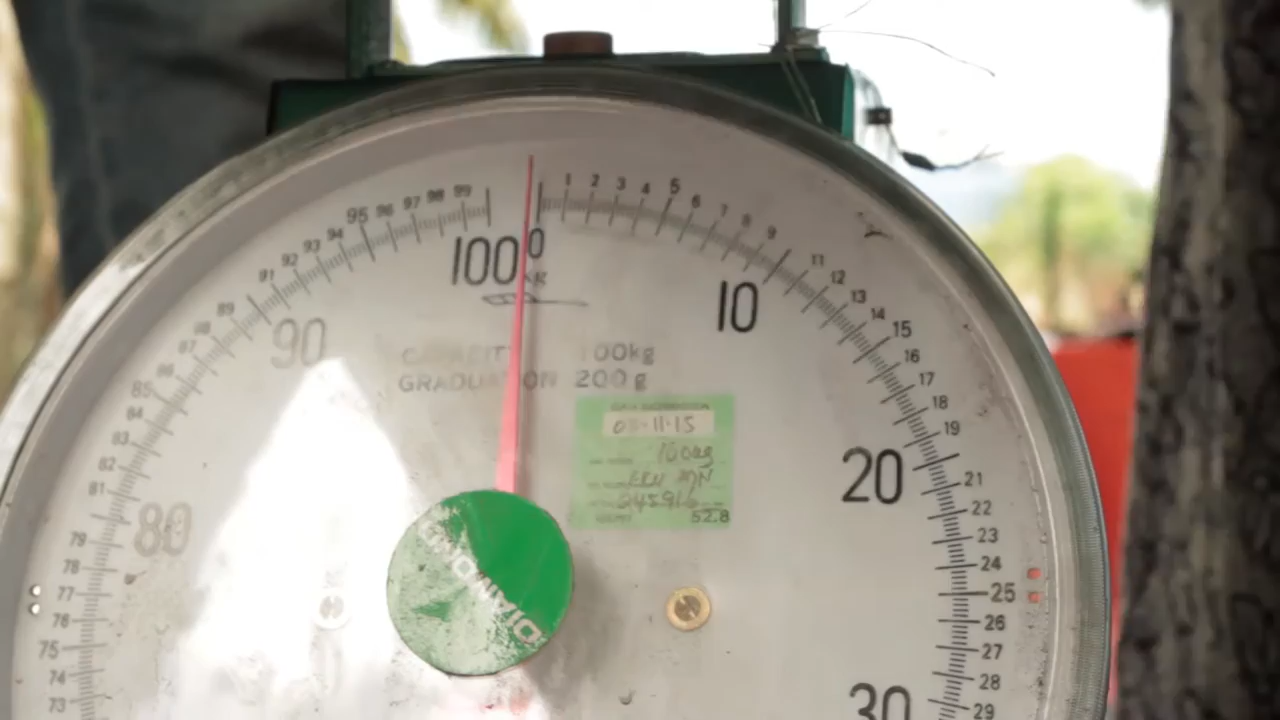 99 1 2 3 4 5 6 7 8 9
95 96 97 98
91 92 93 94
100 0
11 12 13 14 15 16 17 18 19
10
90
CAPACITY 100kg
GRADUATION 200 g
89 88 87 86 85 84 83 82 81
11.15
100kg
20
52.8
80
21 22 23 24 25 26 27 28 29
79 78 77 76 75 74 73
DIAMOND
30